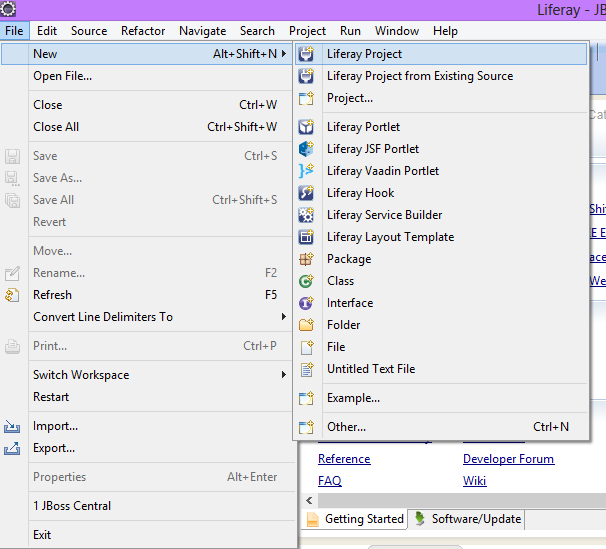 Liferay - JB
File Edit Source Refactor Navigate Search Project Run Window Help
New Alt+Shift+N
Open File...
Close Ctrl+W
Close All Ctrl+Shift+W
Save Ctrl+S
Save As...
Save All Ctrl+Shift+S
Revert
Move...
Rename... F2
Refresh F5
Convert Line Delimiters To
Print... Ctrl+P
Switch Workspace
Restart
Import...
Export...
Properties Alt+Enter
1 JBoss Central
Exit
Liferay Project
Liferay Project from Existing Source
Project...
Liferay Portlet
Liferay JSF Portlet
Liferay Vaadin Portlet
Liferay Hook
Liferay Service Builder
Liferay Layout Template
Package
Class
Interface
Folder
File
Untitled Text File
Example...
Other... Ctrl+N
Cat
Shi
E E
ace
We
Reference Developer Forum
FAQ Wiki
Getting Started Software/Update